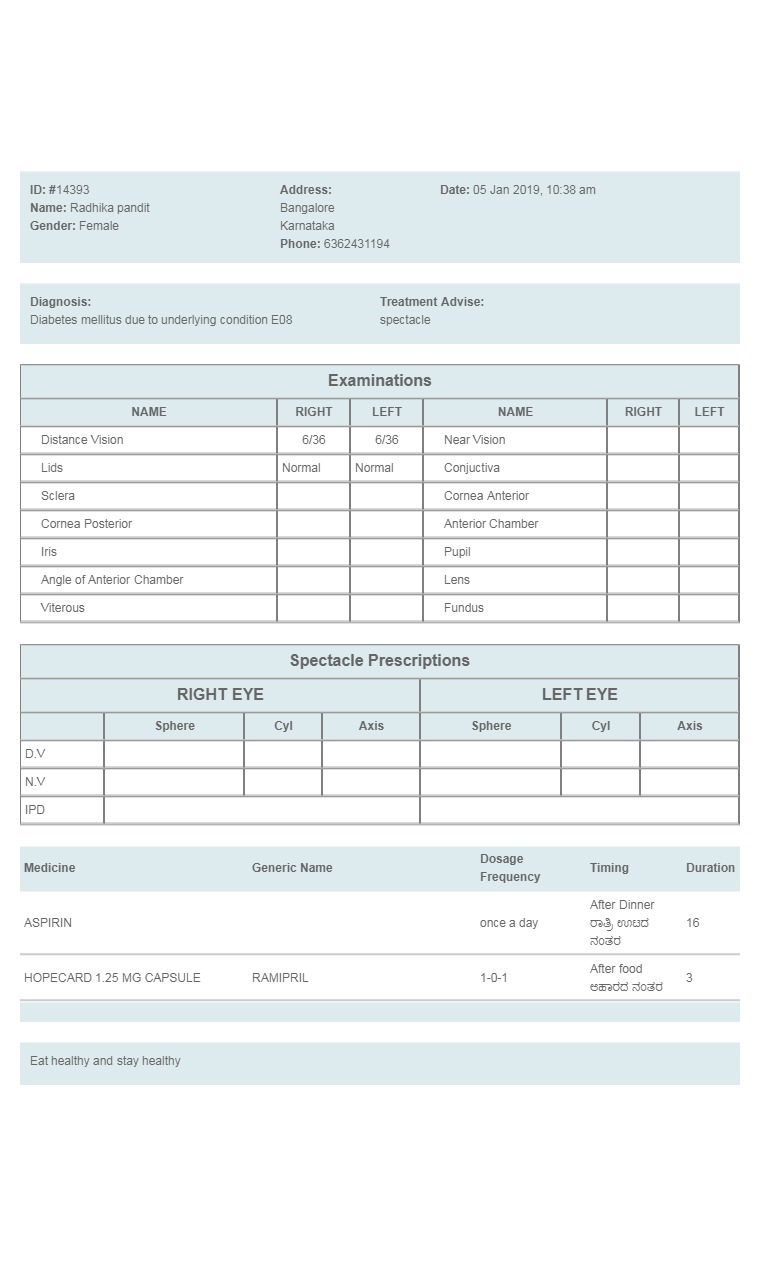 ID: #14393
Name: Radhika pandit
Gender: Female
Address:
Bangalore
Karnataka
Phone: 6362431194
Date: 05 Jan 2019, 10:38 am
Diagnosis:
Diabetes mellitus due to underlying condition E08
Treatment Advise:
spectacle
Examinations
NAME RIGHT LEFT NAME RIGHT LEFT
Distance Vision 6/36 6/36 Near Vision
Lids Normal Normal Conjuctiva
Sclera Cornea Anterior
Cornea Posterior Anterior Chamber
Iris Pupil
Angle of Anterior Chamber Lens
Viterous Fundus
Spectacle Prescriptions
RIGHT EYE LEFT EYE
Sphere Cyl Axis Sphere Cyl Axis
D.V
N.V
IPD
Medicine Generic Name Dosage Frequency Timing Duration
ASPIRIN once a day After Dinner 16
ರಾತ್ರಿ ಊಟದ
ನಂತರ
HOPECARD 1.25 MG CAPSULE RAMIPRIL 1-0-1 After food 3
ಆಹಾರದ ನಂತರ
Eat healthy and stay healthy